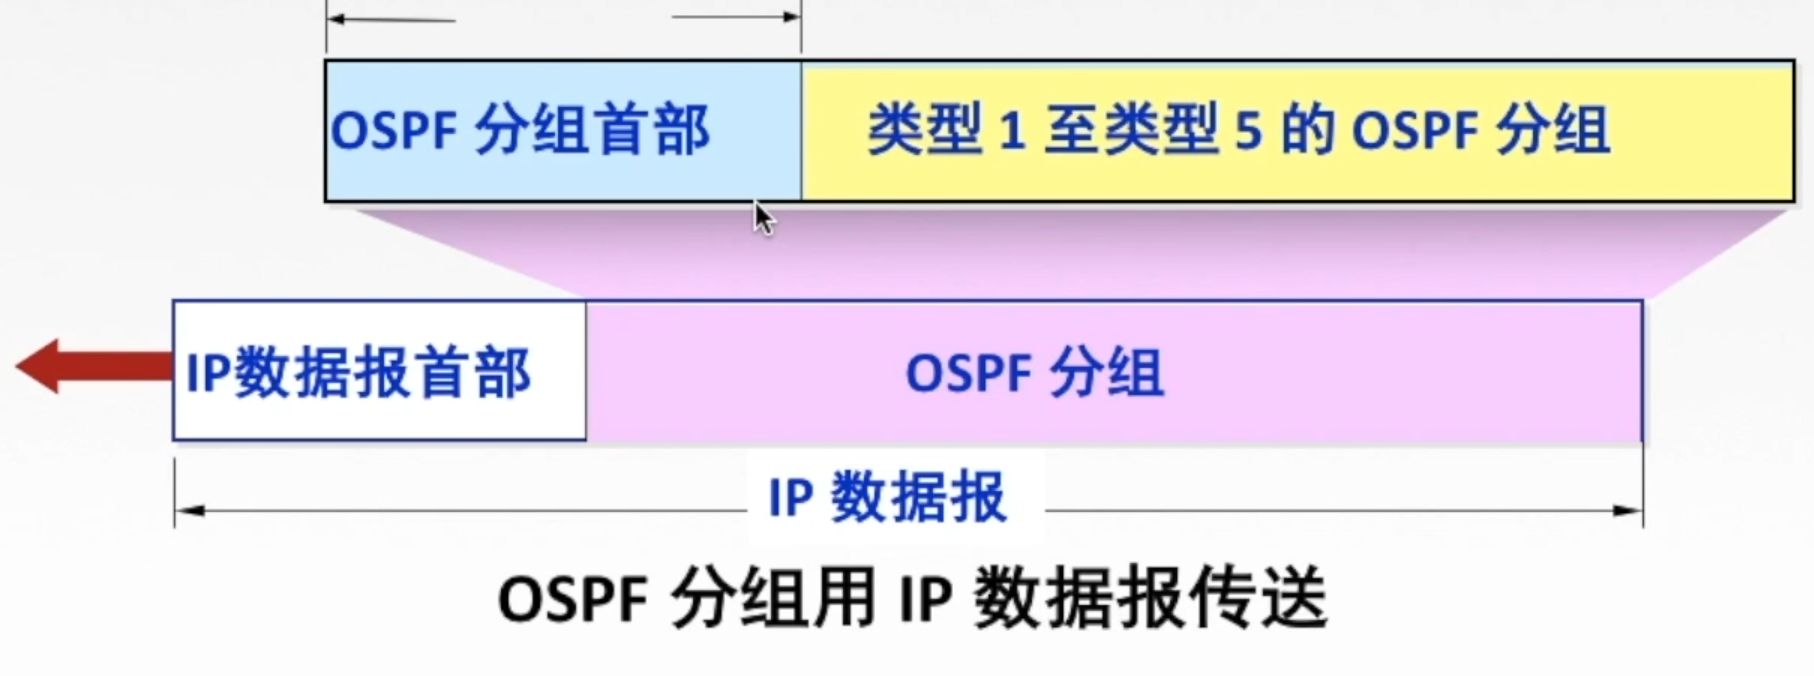 OSPF 分组首部 类型 1 至类型 5 的 OSPF 分组
IP数据报首部 OSPF 分组
IP 数据报
OSPF 分组用 IP 数据报传送